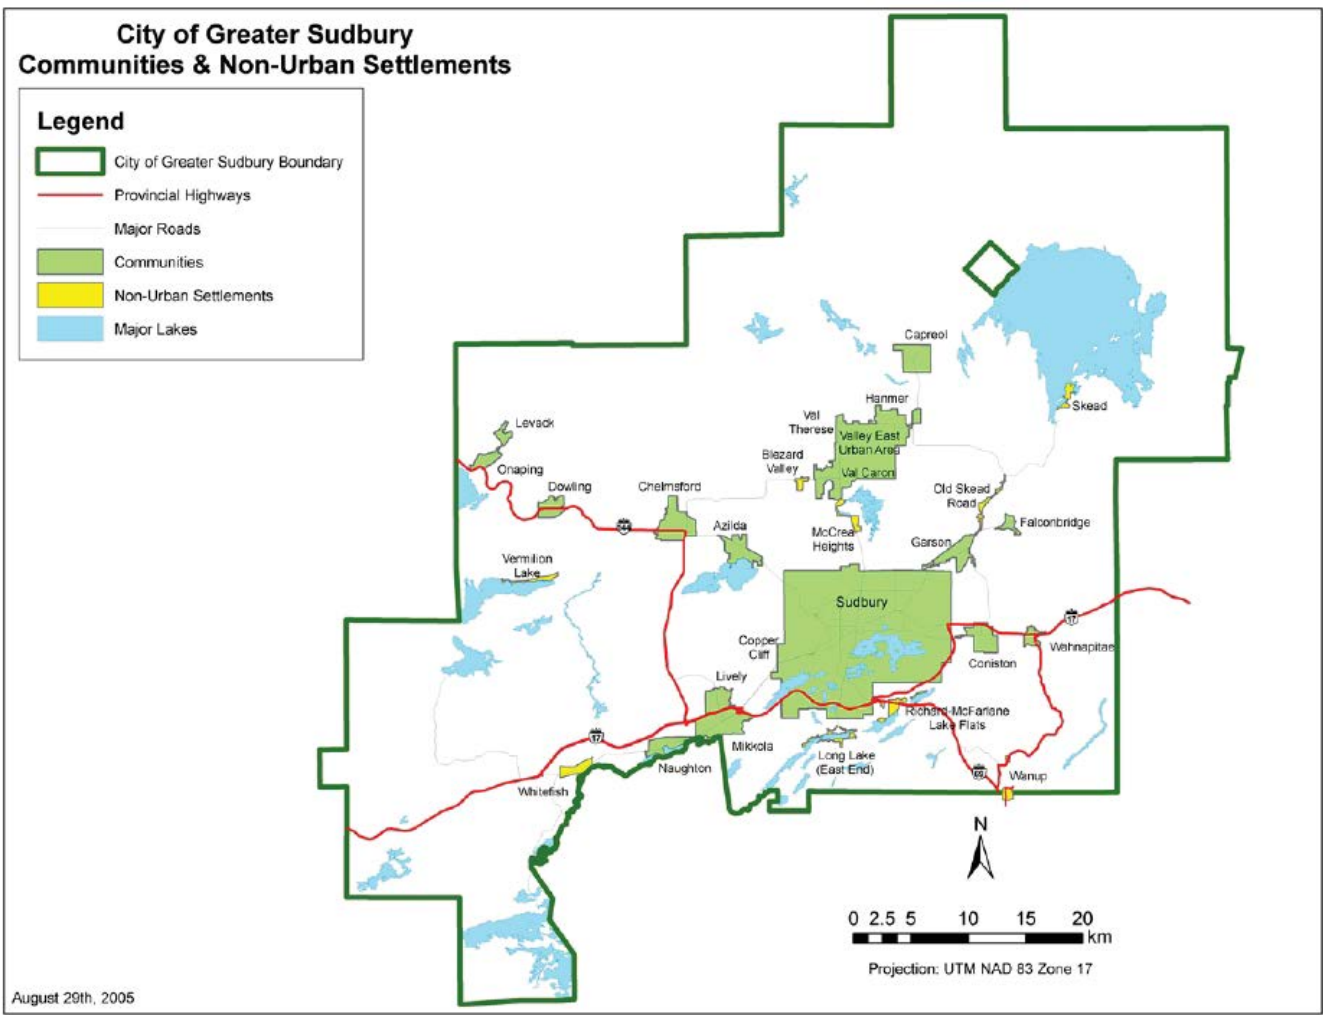 City of Greater Sudbury
Communities & Non-Urban Settlements
Legend
City of Greater Sudbury Boundary
Provincial Highways
Major Roads
Communities
Non-Urban Settlements
Major Lakes
Capreol
Hanmer
Skead
Val
Therese
Valley East
Urban Area
Levack
Onaping
Blezard
Valley
Val Caron
Dowling
Chelmsford
Old Skead
Road
144
Azilda
McCrea
Heights
Falconbridge
Garson
Vermilion
Lake
Sudbury
17
Copper
Cliff
Coniston
Wahnapitae
Lively
Richard-McFarlane
Lake Flats
17
Mikkola
Naughton
Long Lake
(East End)
69
Wanup
Whitefish
N
0 2.5 5 10 15 20
km
Projection: UTM NAD 83 Zone 17
August 29th, 2005